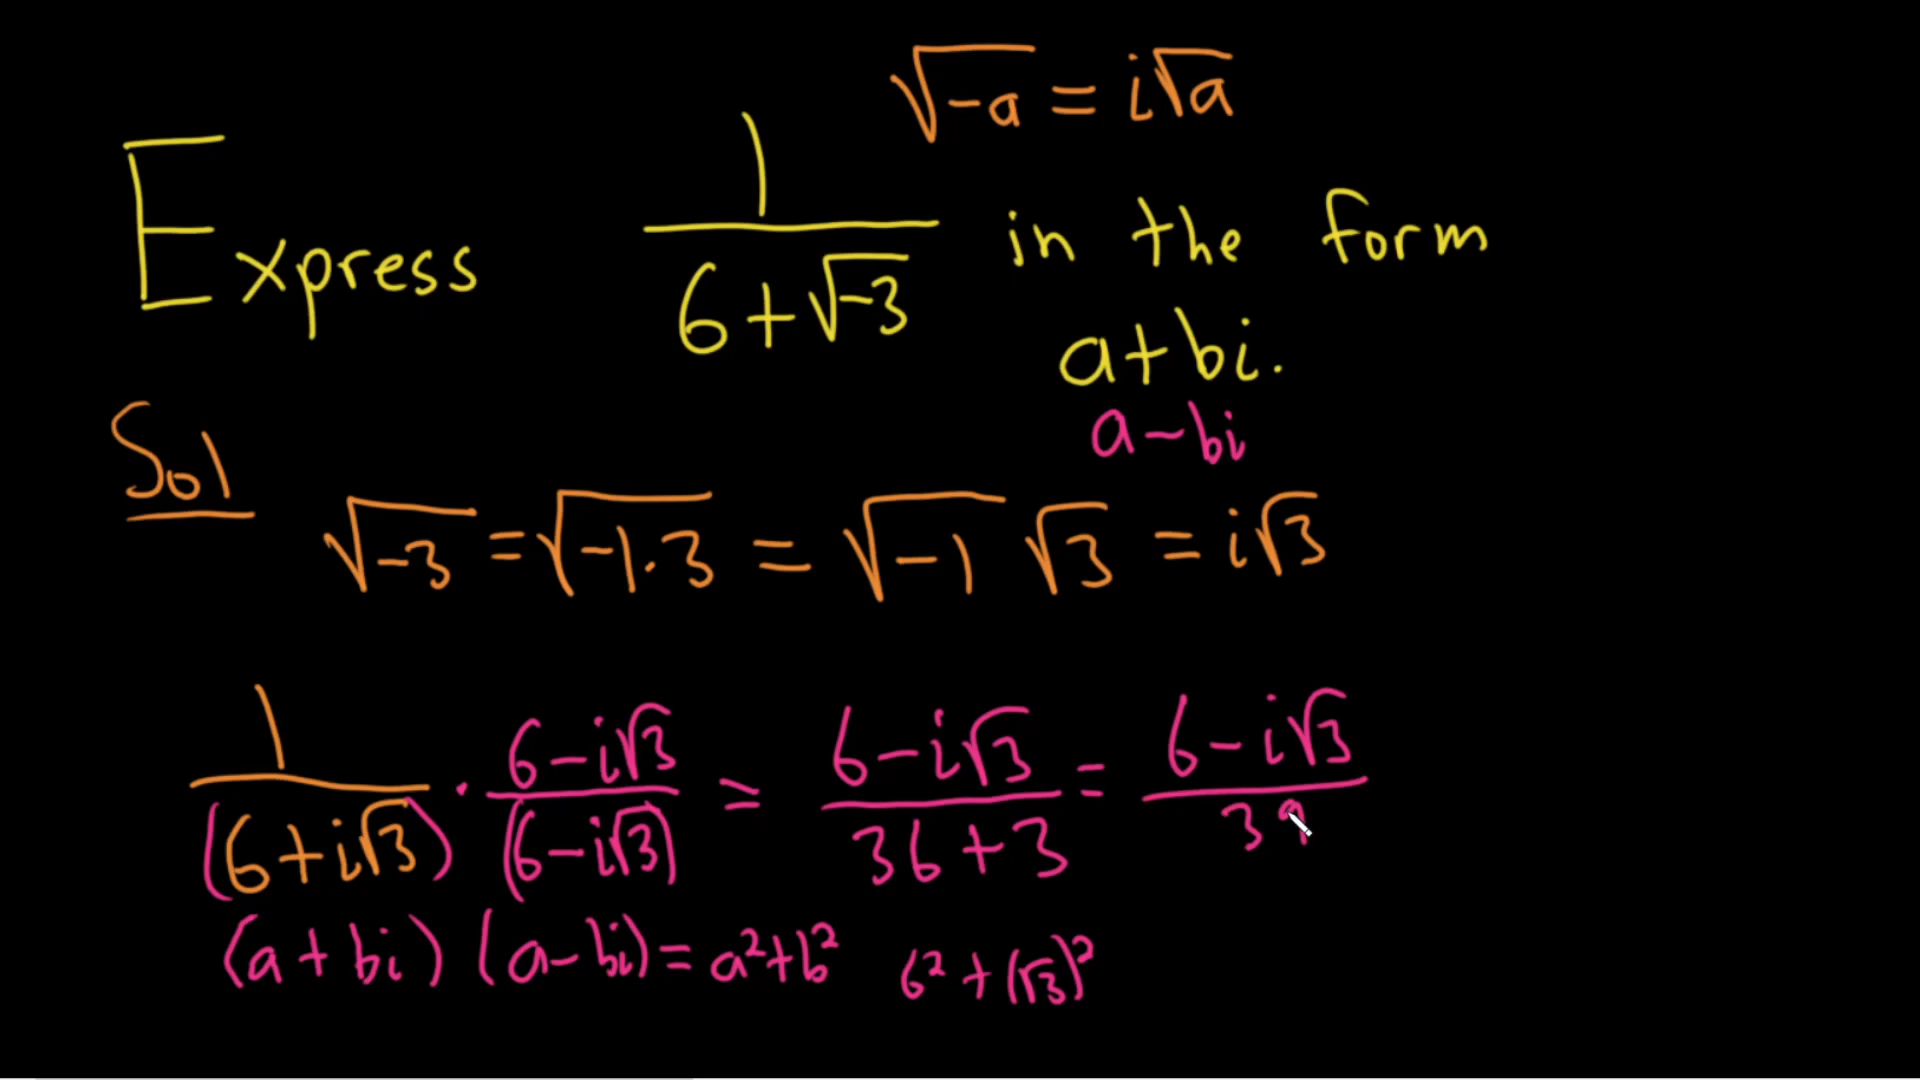 √-a = i√a
Express 1/(6+√-3) in the form
a+bi.
a-bi
Sol
√-3 = √-1·3 = √-1 √3 = i√3
1/(6+i√3) · 6-i√3/(6-i√3) = 6-i√3/36+3 = 6-i√3/39
(a+bi)(a-bi) = a²+b² 6²+(√3)²